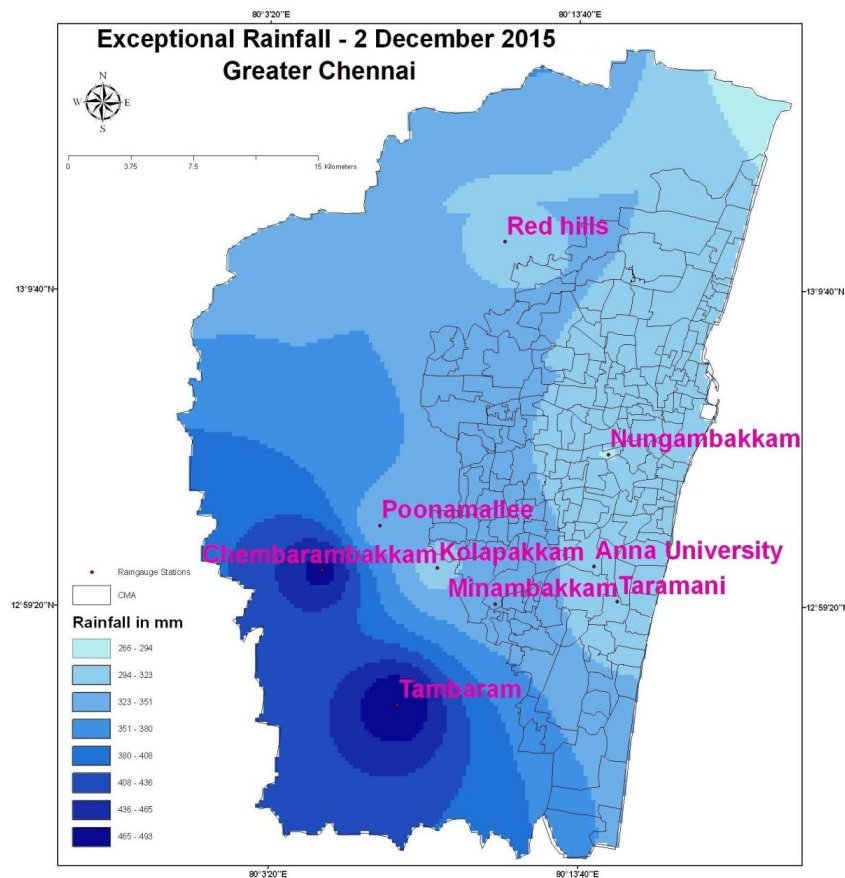 80°3'20"E
80°13'40"E
Exceptional Rainfall - 2 December 2015
Greater Chennai
N
W E
S
0 3.75 7.5 15 Kilometers
Red hills
13°9'40"N
13°9'40"N
Nungambakkam
Poonamallee
Chembarambakkam
Kolapakkam
Anna University
Minambakkam
Taramani
Raingauge Stations
CMA
12°59'20"N
12°59'20"N
Rainfall in mm
266 - 294
294 - 323
323 - 351
351 - 380
380 - 408
408 - 436
436 - 465
465 - 493
Tambaram
80°3'20"E
80°13'40"E